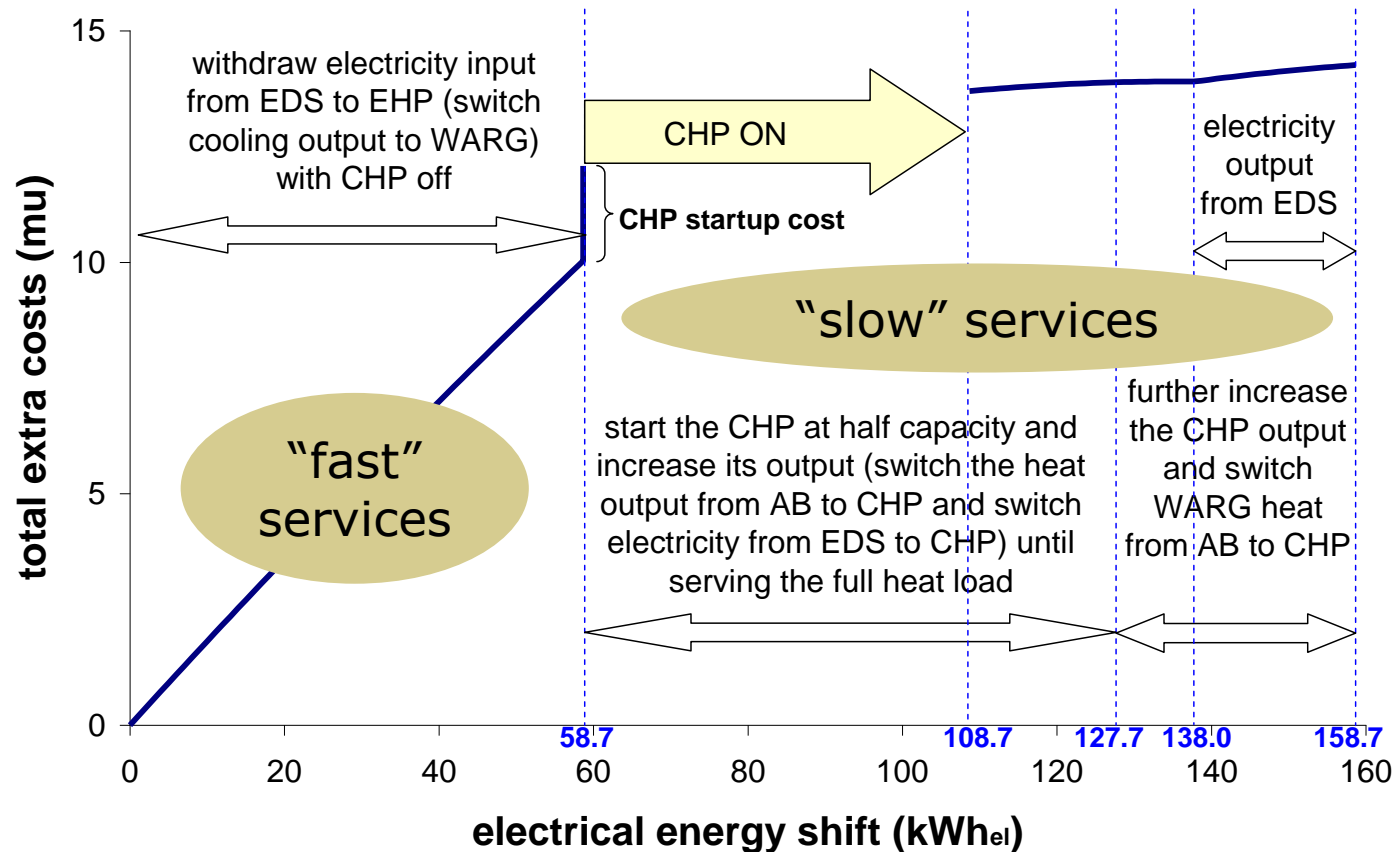 15
10
5
0
total extra costs (mu)
withdraw electricity input
from EDS to EHP (switch
cooling output to WARG)
with CHP off
CHP ON
CHP startup cost
electricity
output
from EDS
“slow” services
“fast”
services
start the CHP at half capacity and
increase its output (switch the heat
output from AB to CHP and switch
electricity from EDS to CHP) until
serving the full heat load
further increase
the CHP output
and switch
WARG heat
from AB to CHP
58.7 108.7 127.7 138.0 158.7
0 20 40 60 80 100 120 140 160
electrical energy shift (kWhel)